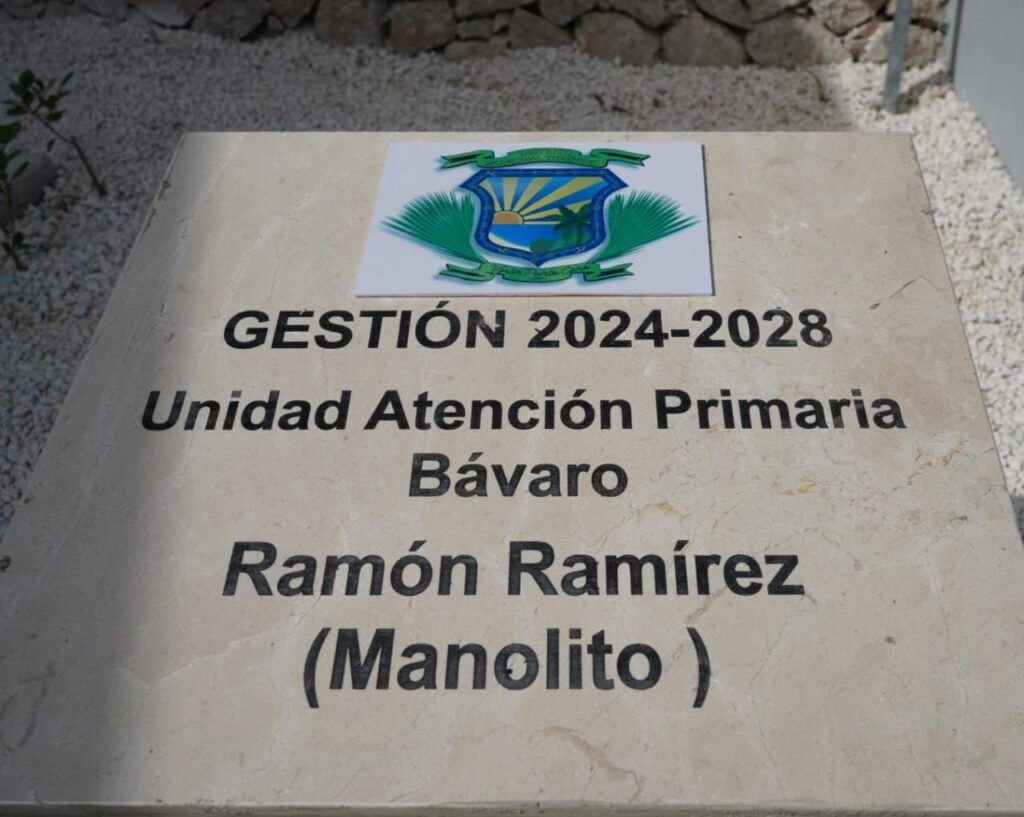 GESTIÓN 2024-2028
Unidad Atención Primaria
Bávaro
Ramón Ramírez
(Manolito )